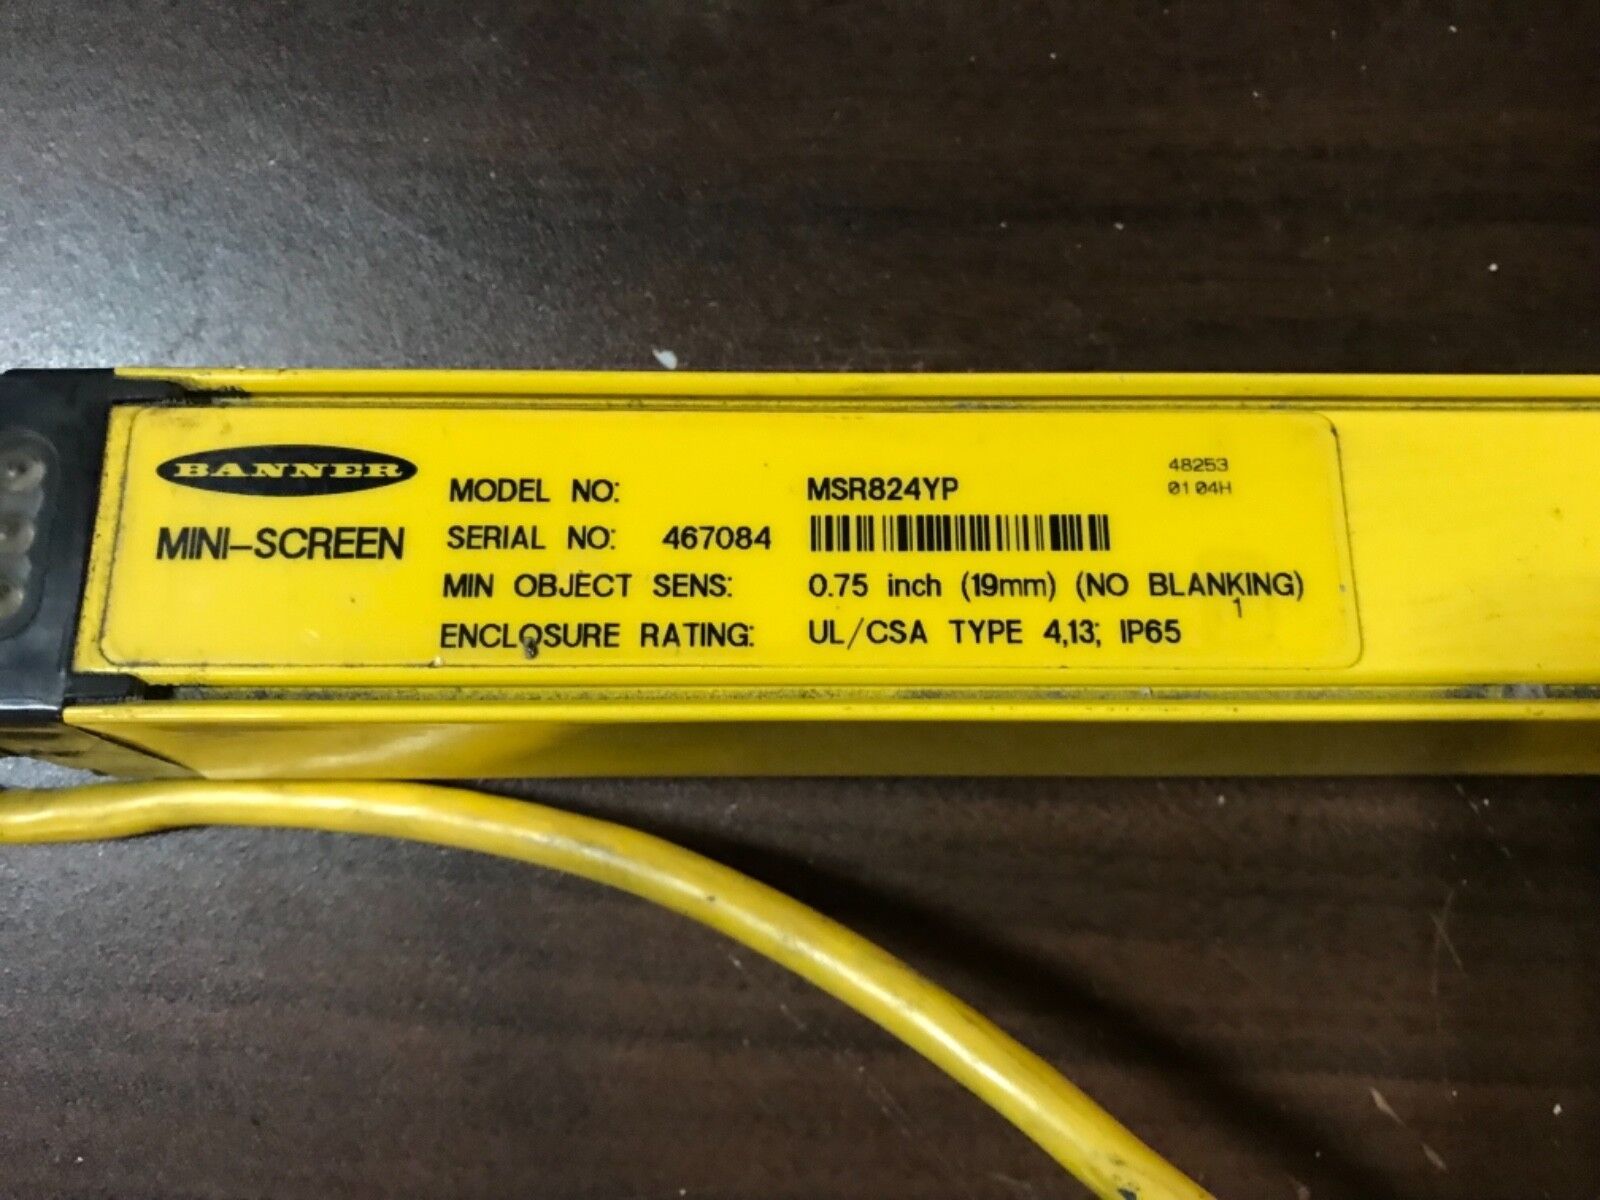 BANNER
MINI-SCREEN
MODEL NO: MSR824YP
SERIAL NO: 467084
MIN OBJECT SENS: 0.75 inch (19mm) (NO BLANKING)
ENCLOSURE RATING: UL/CSA TYPE 4,13; IP65
48253
0104H
1